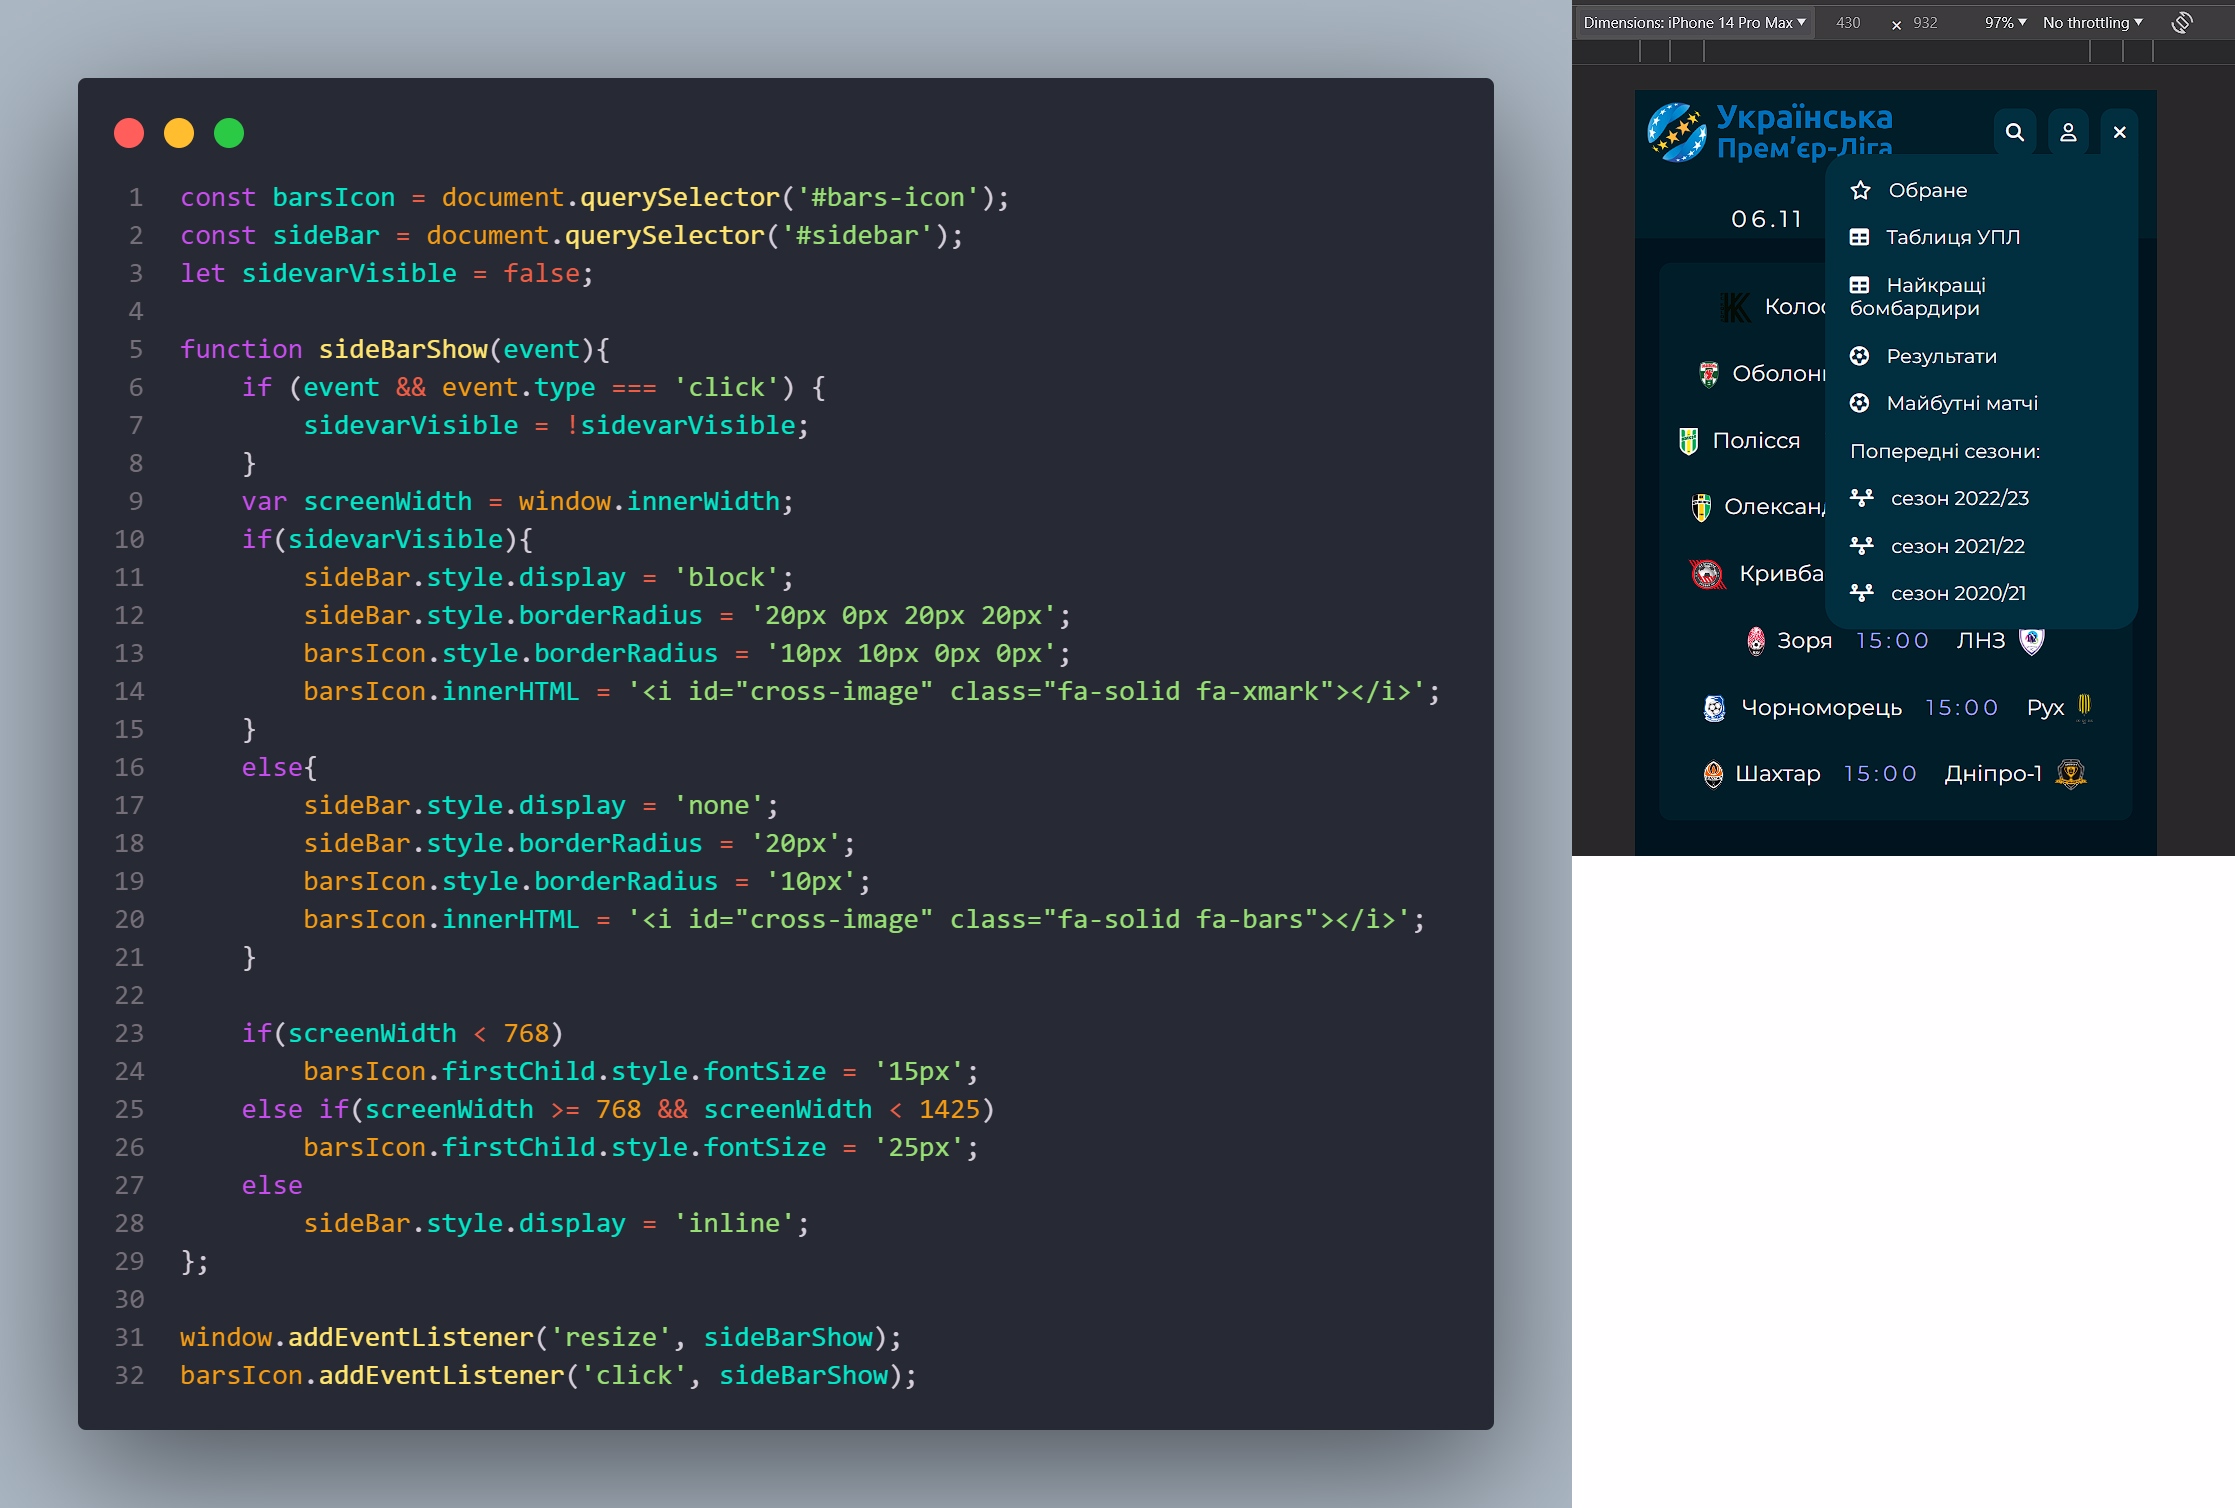 1 const barsIcon = document.querySelector('#bars-icon');
2 const sideBar = document.querySelector('#sidebar');
3 let sidevarVisible = false;
4
5 function sideBarShow(event){
6     if (event && event.type === 'click') {
7         sidevarVisible = !sidevarVisible;
8     }
9     var screenWidth = window.innerWidth;
10     if(sidevarVisible){
11         sideBar.style.display = 'block';
12         sideBar.style.borderRadius = '20px 0px 20px 20px';
13         barsIcon.style.borderRadius = '10px 10px 0px 0px';
14         barsIcon.innerHTML = '<i id="cross-image" class="fa-solid fa-xmark"></i>';
15     }
16     else{
17         sideBar.style.display = 'none';
18         sideBar.style.borderRadius = '20px';
19         barsIcon.style.borderRadius = '10px';
20         barsIcon.innerHTML = '<i id="cross-image" class="fa-solid fa-bars"></i>';
21     }
22
23     if(screenWidth < 768)
24         barsIcon.firstChild.style.fontSize = '15px';
25     else if(screenWidth >= 768 && screenWidth < 1425)
26         barsIcon.firstChild.style.fontSize = '25px';
27     else
28         sideBar.style.display = 'inline';
29 };
30
31 window.addEventListener('resize', sideBarShow);
32 barsIcon.addEventListener('click', sideBarShow);
Dimensions: iPhone 14 Pro Max 430 x 932 97% No throttling
Українська
Прем'єр-Ліга
06.11
Обране
Таблиця УПЛ
Найкращі
бомбардири
Результати
Майбутні матчі
Попередні сезони:
сезон 2022/23
сезон 2021/22
сезон 2020/21
Колос
Оболонь
Полісся
Олександ
Кривба
Зоря 15:00 ЛНЗ
Чорноморець 15:00 Рух
Шахтар 15:00 Дніпро-1